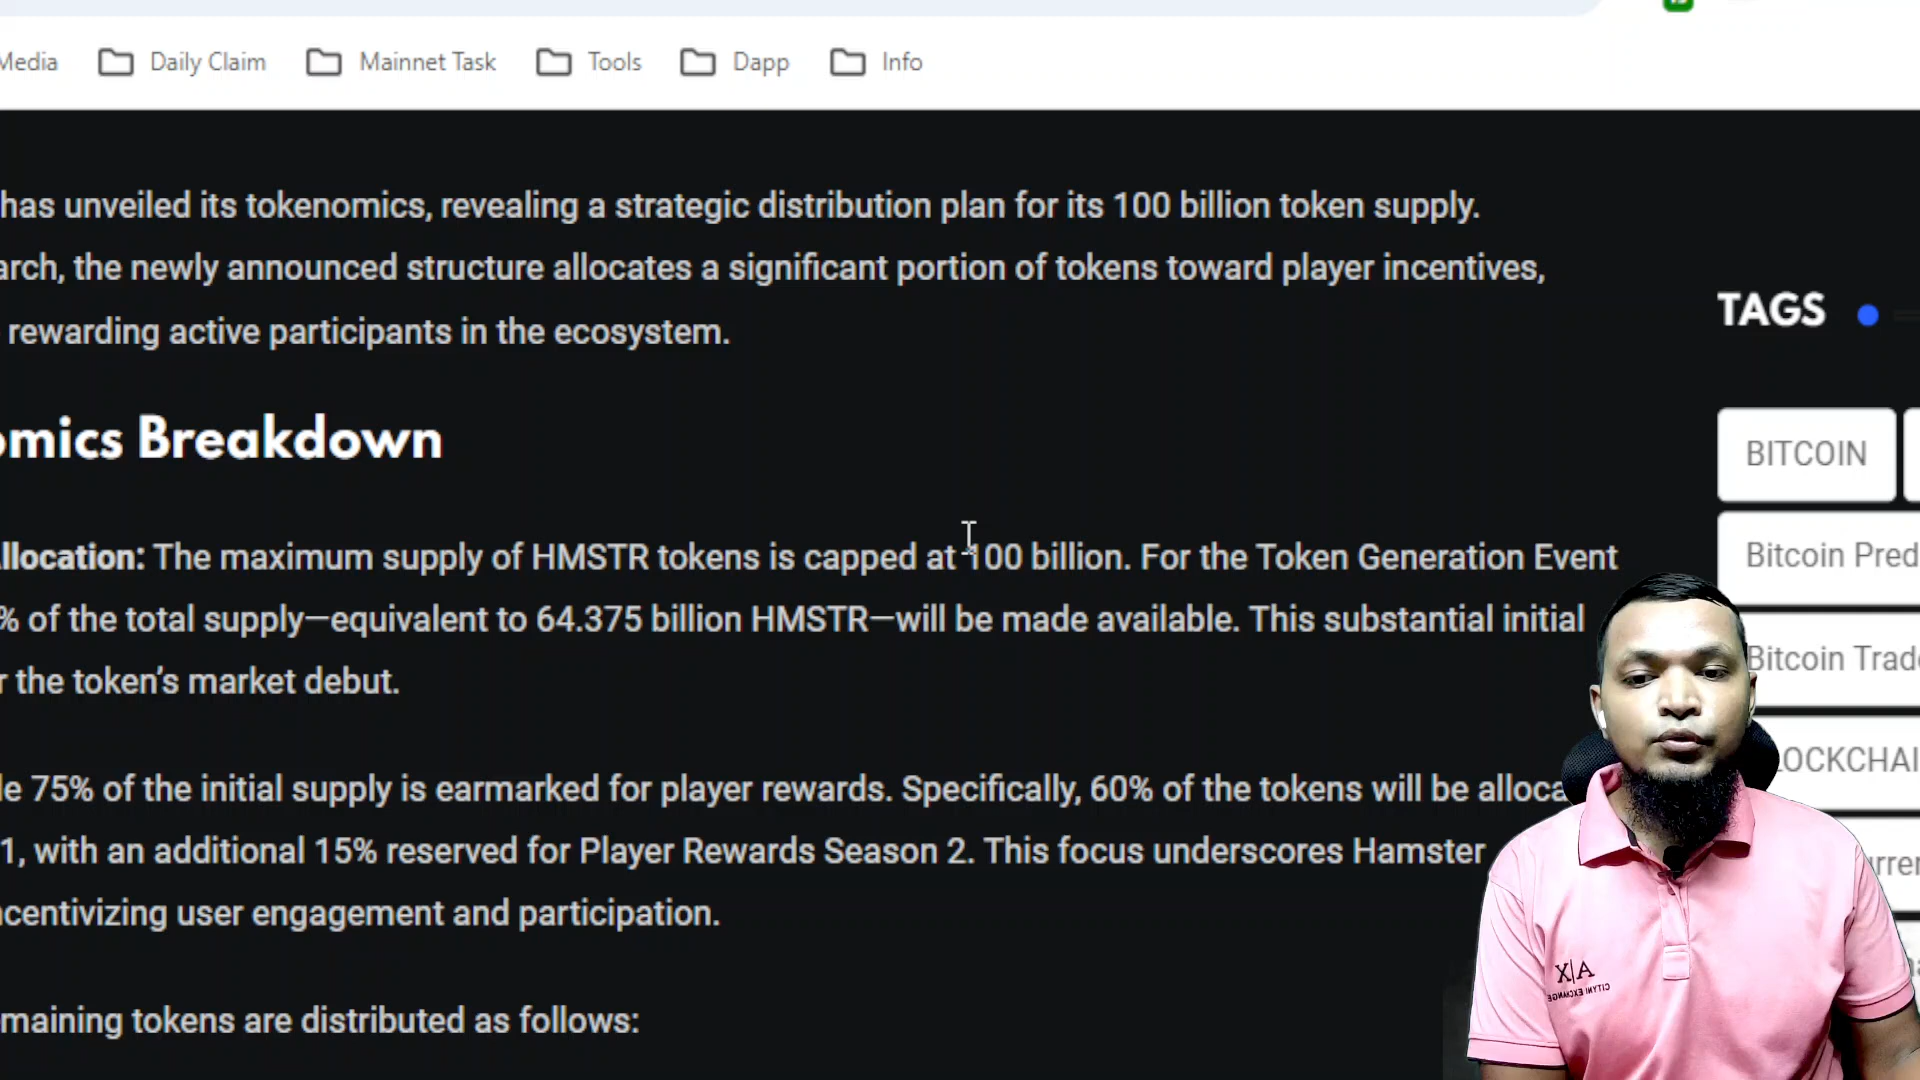 Media Daily Claim Mainnet Task Tools Dapp Info
has unveiled its tokenomics, revealing a strategic distribution plan for its 100 billion token supply.
arch, the newly announced structure allocates a significant portion of tokens toward player incentives,
rewarding active participants in the ecosystem.
omics Breakdown
llocation: The maximum supply of HMSTR tokens is capped at 100 billion. For the Token Generation Event
% of the total supply—equivalent to 64.375 billion HMSTR—will be made available. This substantial initial
r the token's market debut.
le 75% of the initial supply is earmarked for player rewards. Specifically, 60% of the tokens will be alloca
1, with an additional 15% reserved for Player Rewards Season 2. This focus underscores Hamster
ncentivizing user engagement and participation.
maining tokens are distributed as follows:
TAGS
BITCOIN
Bitcoin Pred
Bitcoin Trad
LOCKCHAI
rren
A|X